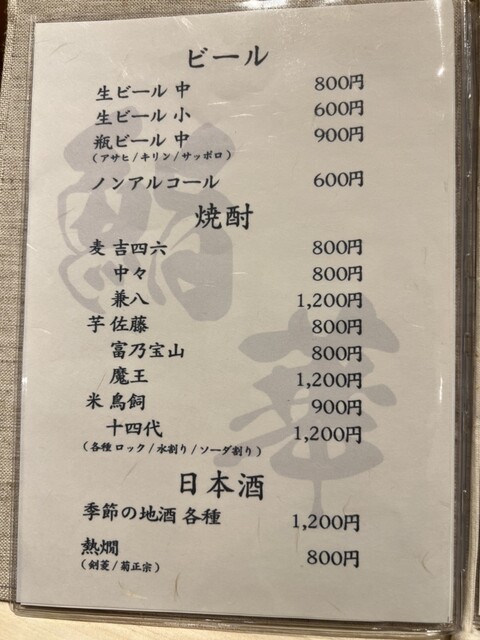 ビール
生ビール 中 800円
生ビール 小 600円
瓶ビール 中 900円
（アサヒ/キリン/サッポロ）
ノンアルコール 600円
焼酎
麦 吉四六 800円
中々 800円
兼八 1,200円
芋 佐藤 800円
富乃宝山 800円
魔王 1,200円
米 鳥飼 900円
十四代 1,200円
（各種ロック/水割り/ソーダ割り）
日本酒
季節の地酒 各種 1,200円
熱燗 800円
（剣菱/菊正宗）
鮨
華